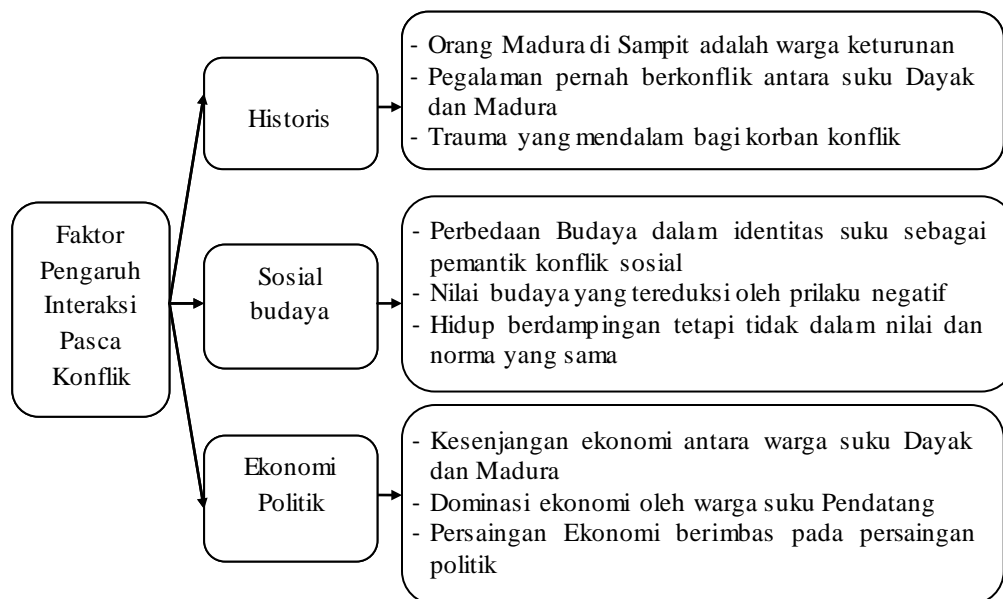 Faktor
Pengaruh
Interaksi
Pasca
Konflik
Historis
- Orang Madura di Sampit adalah warga keturunan
- Pegalaman pernah berkonflik antara suku Dayak
dan Madura
- Trauma yang mendalam bagi korban konflik
Sosial
budaya
- Perbedaan Budaya dalam identitas suku sebagai
pemantik konflik sosial
- Nilai budaya yang tereduksi oleh prilaku negatif
- Hidup berdampingan tetapi tidak dalam nilai dan
norma yang sama
Ekonomi
Politik
- Kesenjangan ekonomi antara warga suku Dayak
dan Madura
- Dominasi ekonomi oleh warga suku Pendatang
- Persaingan Ekonomi berimbas pada persaingan
politik